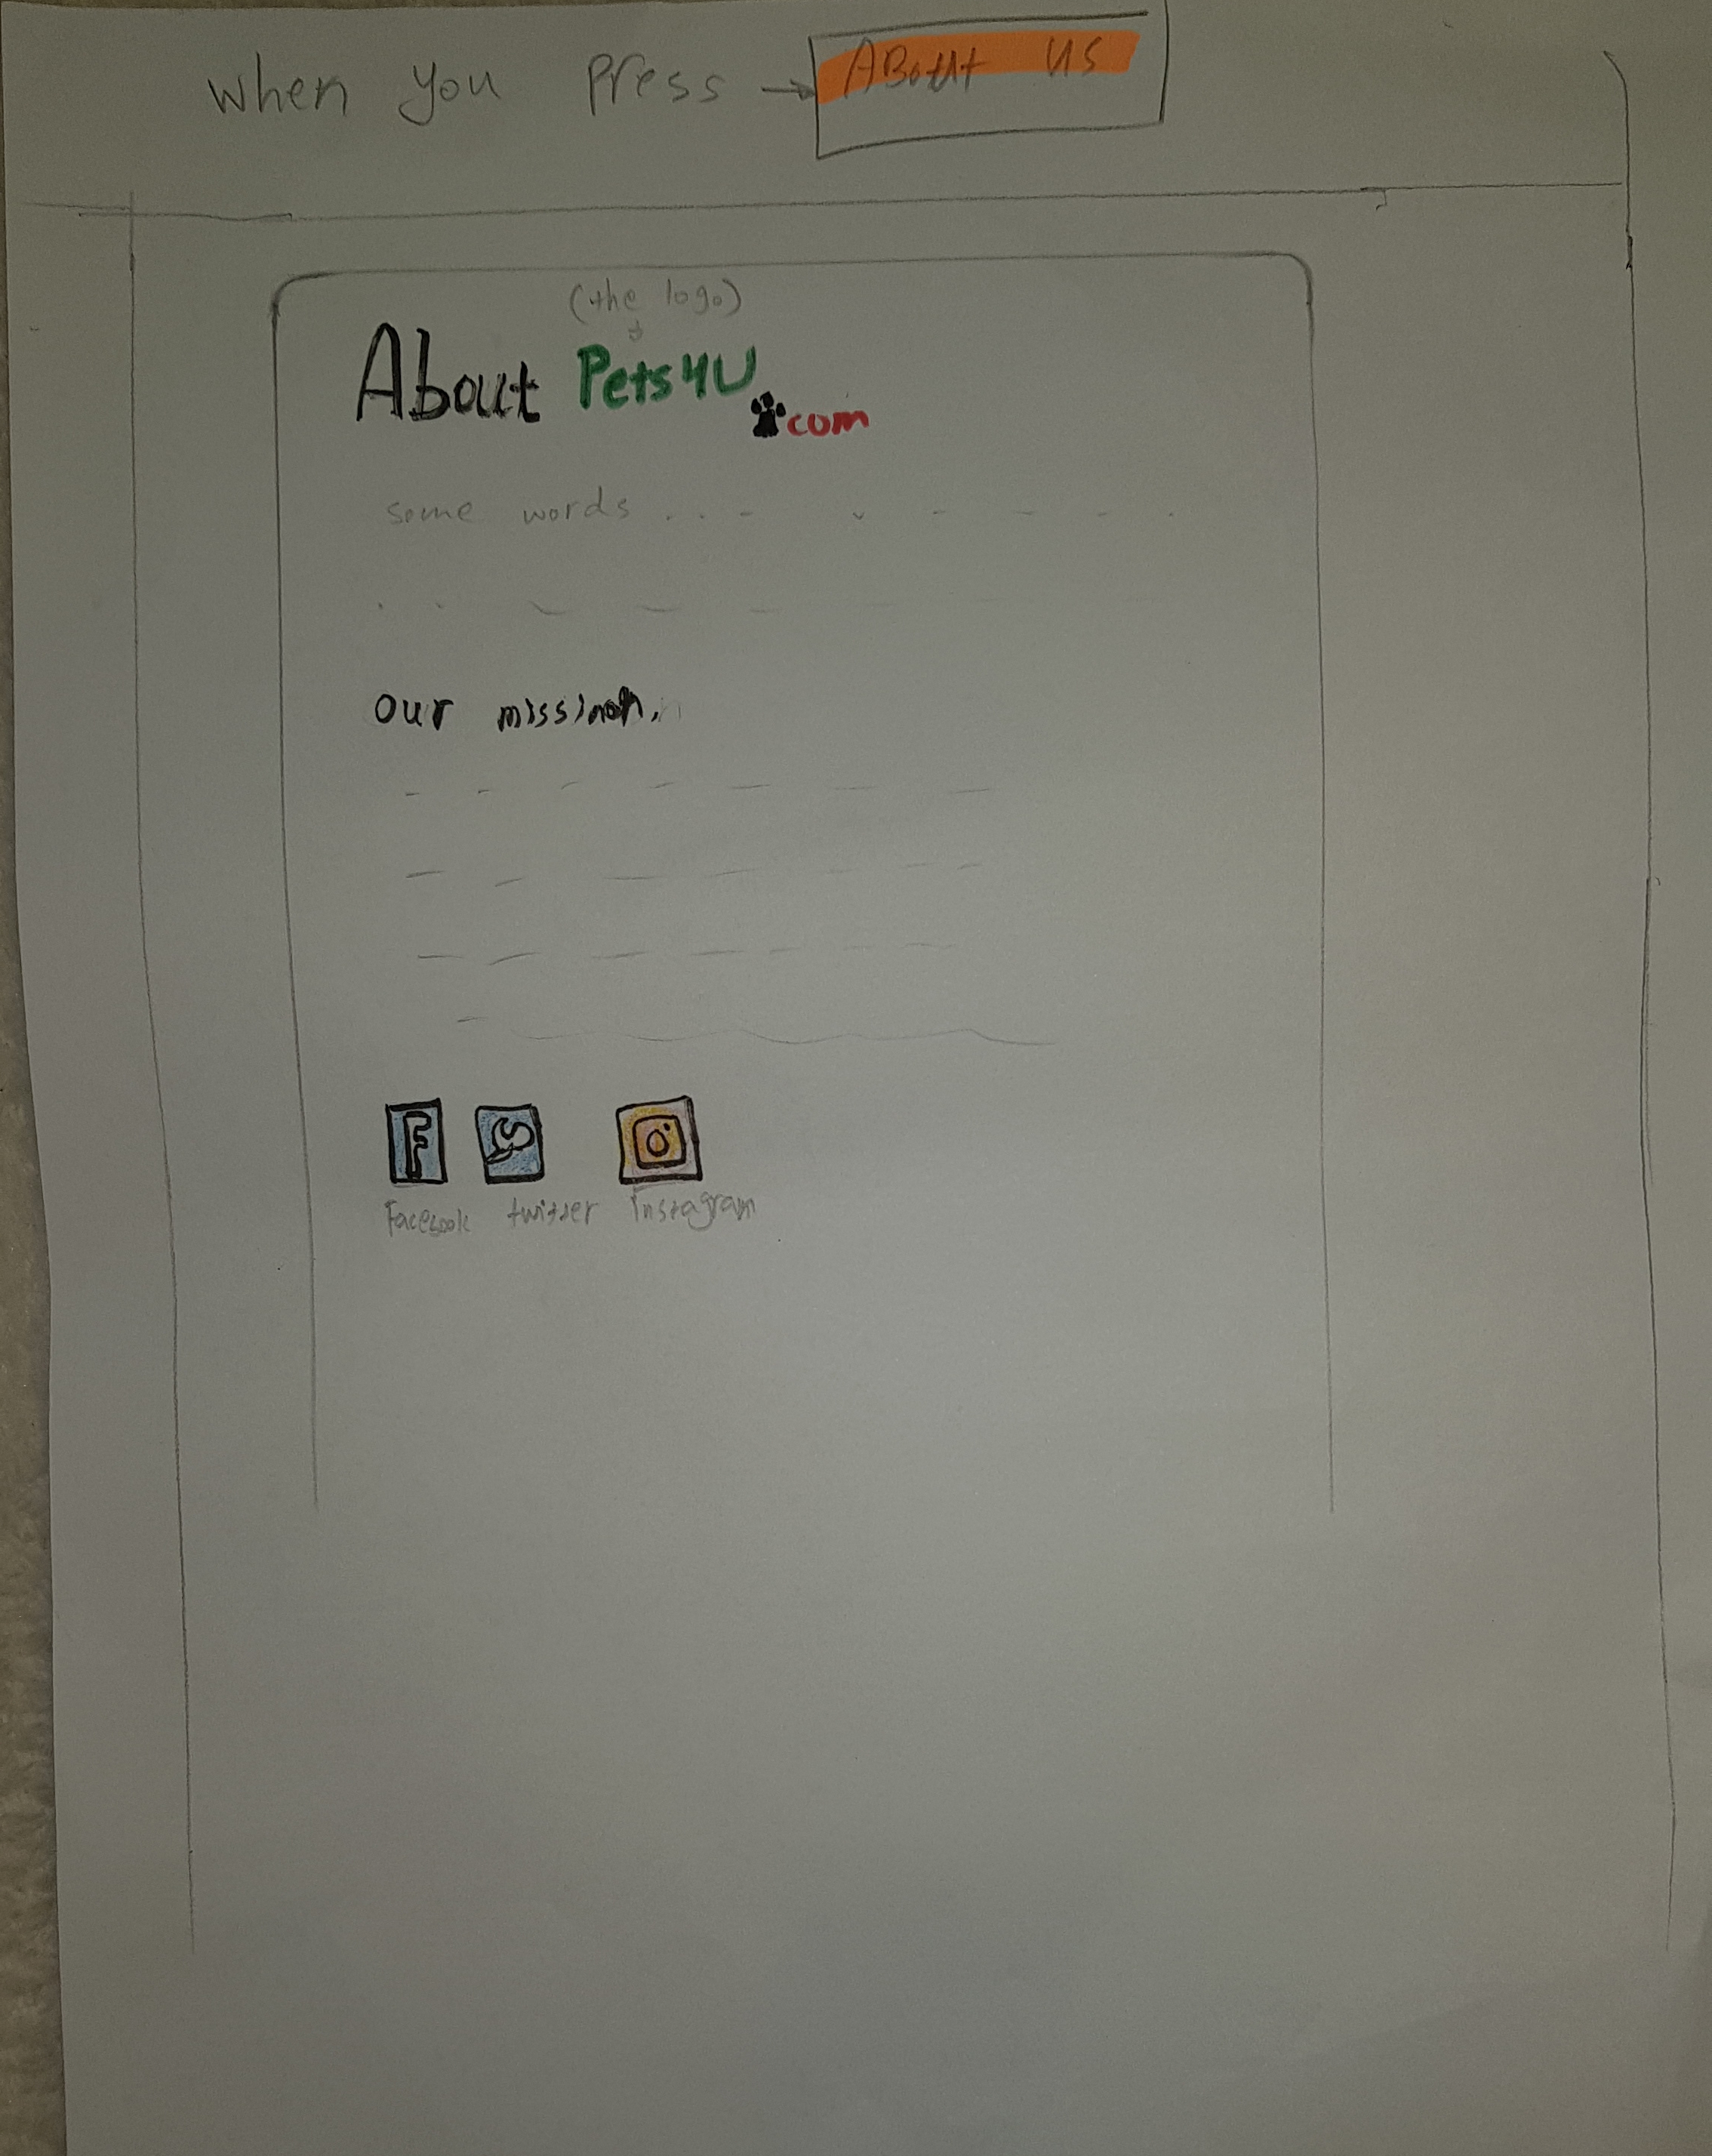 when you press → About us
(the logo)
About Pets4U
com
some words . . -
our mission.
F
Facebook twitter instagram